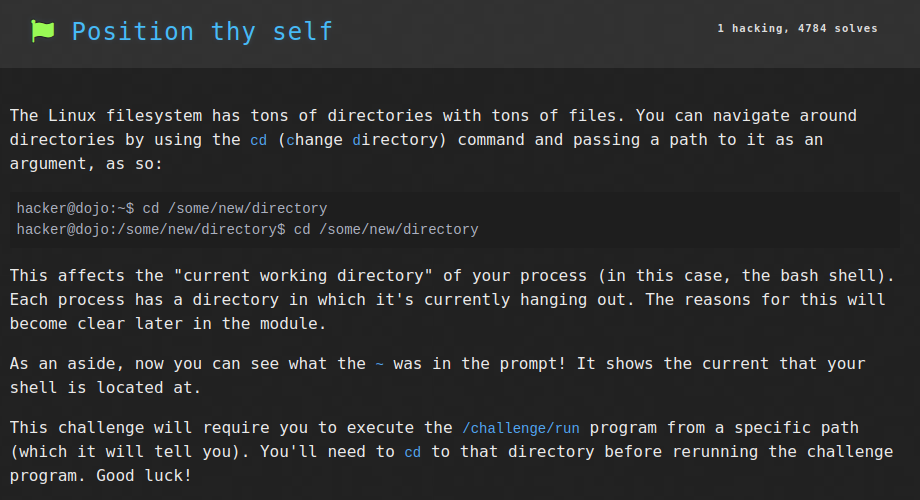 Position thy self
1 hacking, 4784 solves
The Linux filesystem has tons of directories with tons of files. You can navigate around
directories by using the cd (change directory) command and passing a path to it as an
argument, as so:
hacker@dojo:~$ cd /some/new/directory
hacker@dojo:/some/new/directory$ cd /some/new/directory
This affects the "current working directory" of your process (in this case, the bash shell).
Each process has a directory in which it's currently hanging out. The reasons for this will
become clear later in the module.
As an aside, now you can see what the ~ was in the prompt! It shows the current that your
shell is located at.
This challenge will require you to execute the /challenge/run program from a specific path
(which it will tell you). You'll need to cd to that directory before rerunning the challenge
program. Good luck!